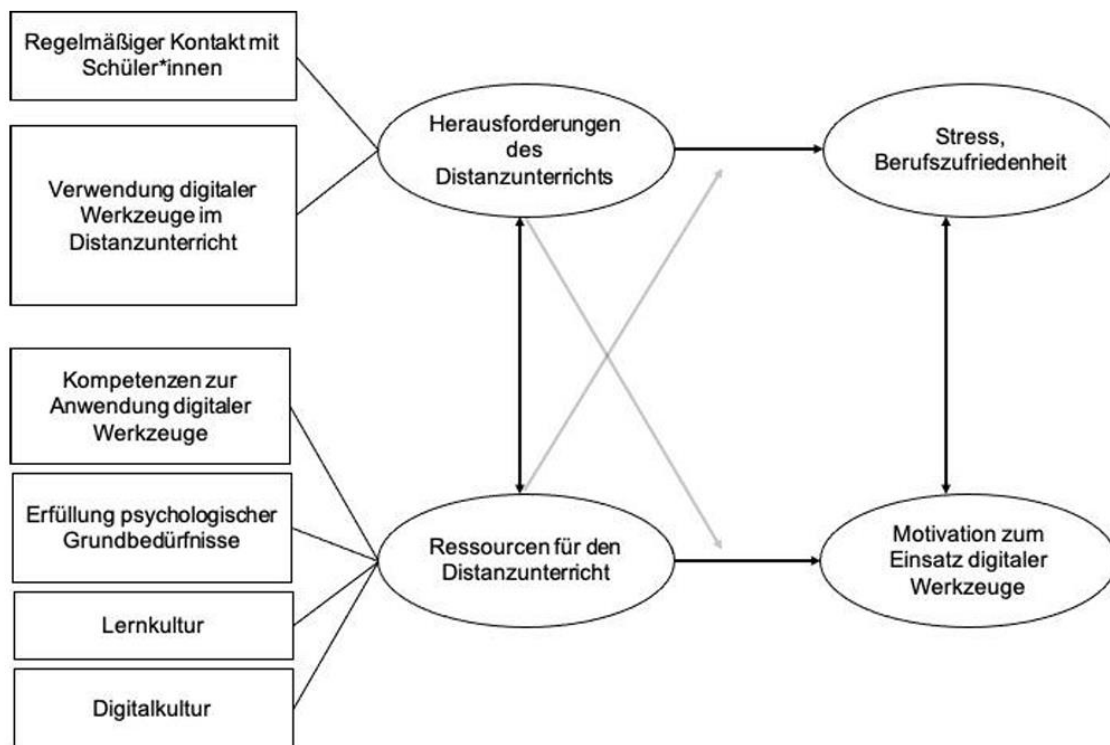 Regelmäßiger Kontakt mit
Schüler*innen
Verwendung digitaler
Werkzeuge im
Distanzunterricht
Herausforderungen
des
Distanzunterrichts
Stress,
Berufszufriedenheit
Kompetenzen zur
Anwendung digitaler
Werkzeuge
Erfüllung psychologischer
Grundbedürfnisse
Lernkultur
Digitalkultur
Ressourcen für den
Distanzunterricht
Motivation zum
Einsatz digitaler
Werkzeuge